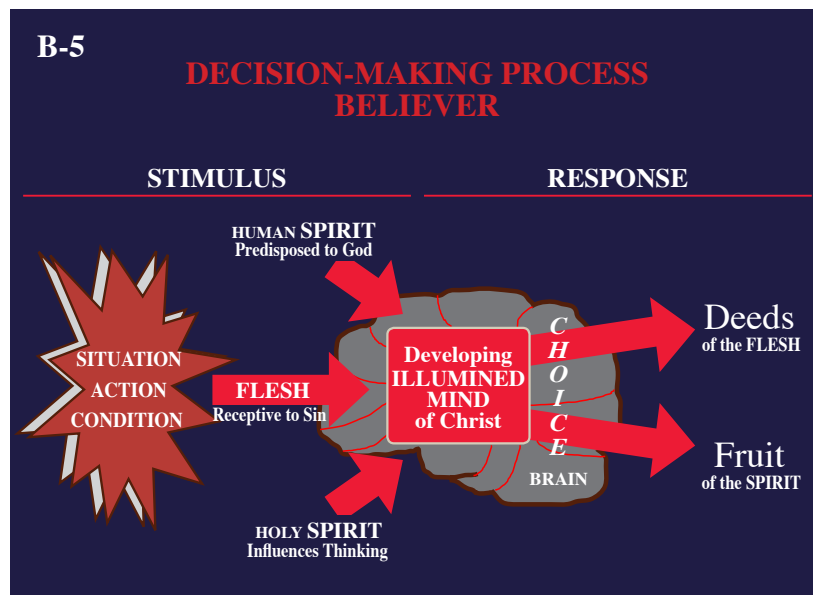 B-5
DECISION-MAKING PROCESS
BELIEVER
STIMULUS
RESPONSE
HUMAN SPIRIT
Predisposed to God
SITUATION
ACTION
CONDITION
FLESH
Receptive to Sin
HOLY SPIRIT
Influences Thinking
Developing
ILLUMINED
MIND
of Christ
C
H
O
I
C
E
BRAIN
Deeds
of the FLESH
Fruit
of the SPIRIT